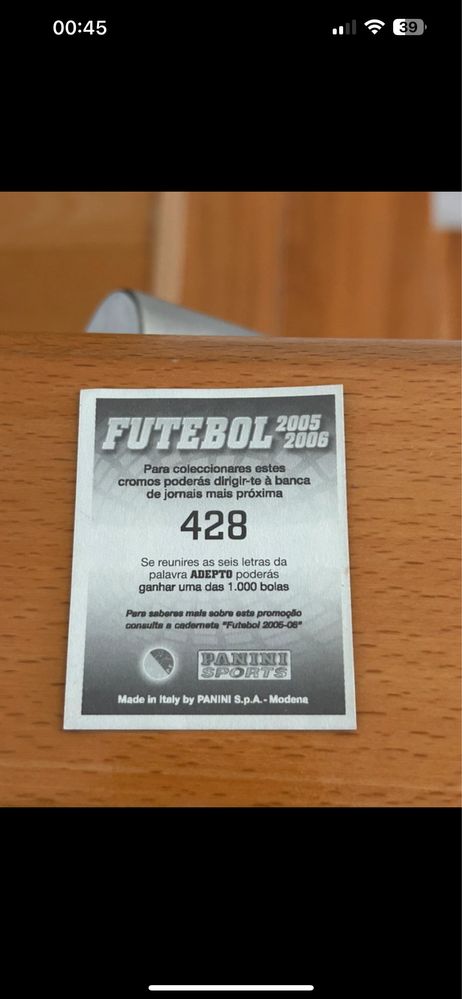 00:45
39
FUTEBOL 2005 2006
Para coleccionares estes
cromos poderás dirigir-te à banca
de jornais mais próxima
428
Se reunires as seis letras da
palavra ADEPTO poderás
ganhar uma das 1.000 bolas
Para saberes mais sobre esta promoção
consulta a caderneta "Futebol 2005-06"
PANINI
SPORTS
Made in Italy by PANINI S.p.A. - Modena